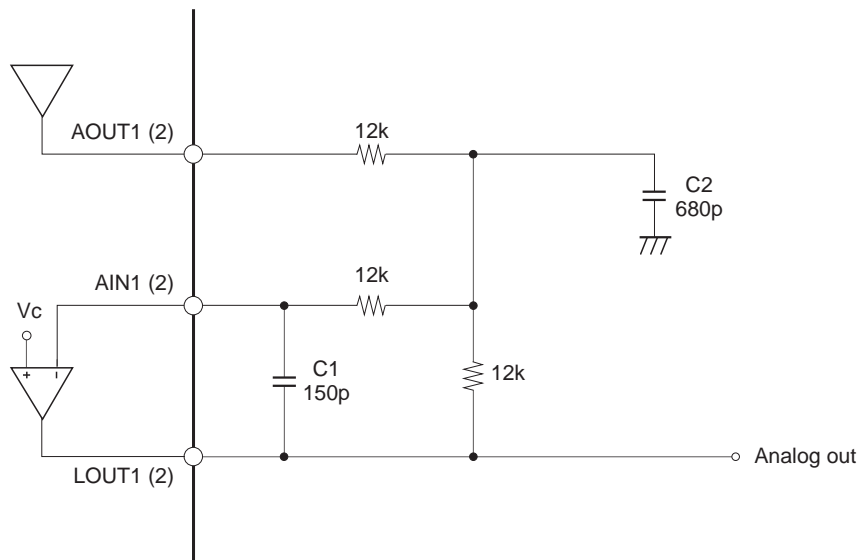 AOUT1 (2)
12k
C2
680p
AIN1 (2)
12k
Vc
+
–
C1
150p
12k
LOUT1 (2)
Analog out